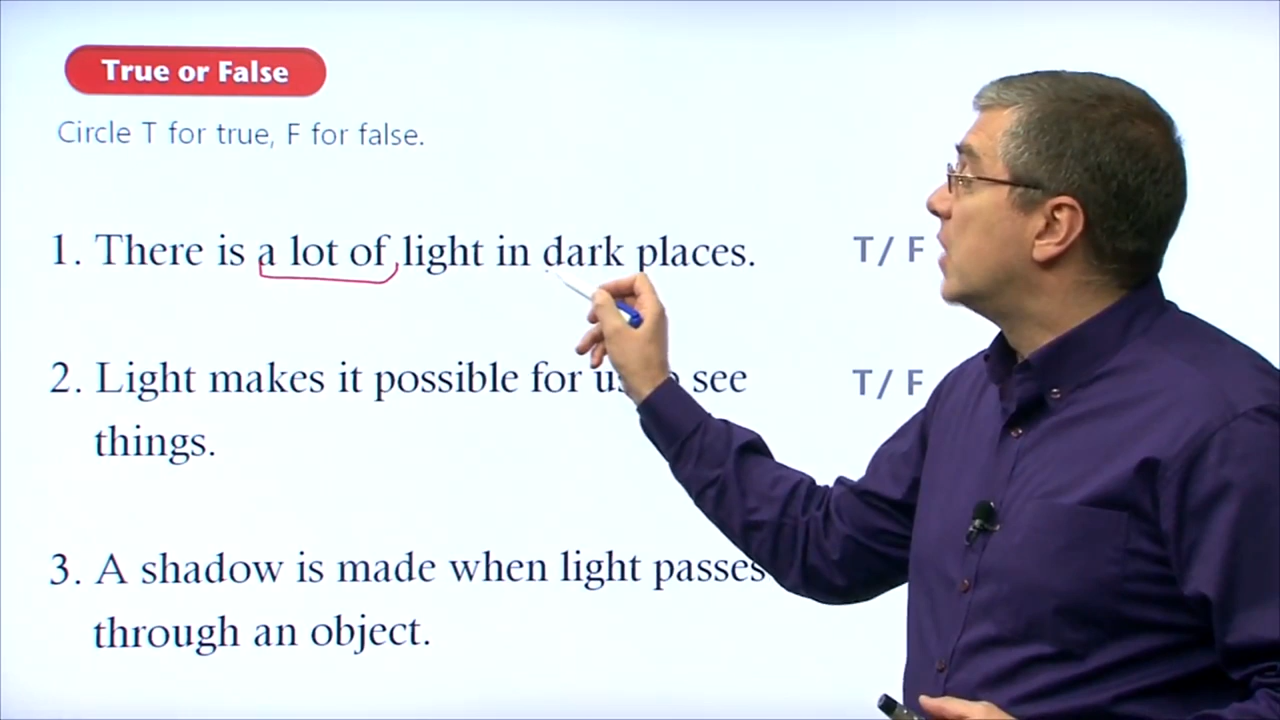 True or False
Circle T for true, F for false.
1. There is a lot of light in dark places. T / F
2. Light makes it possible for us to see T / F
things.
3. A shadow is made when light passes
through an object.